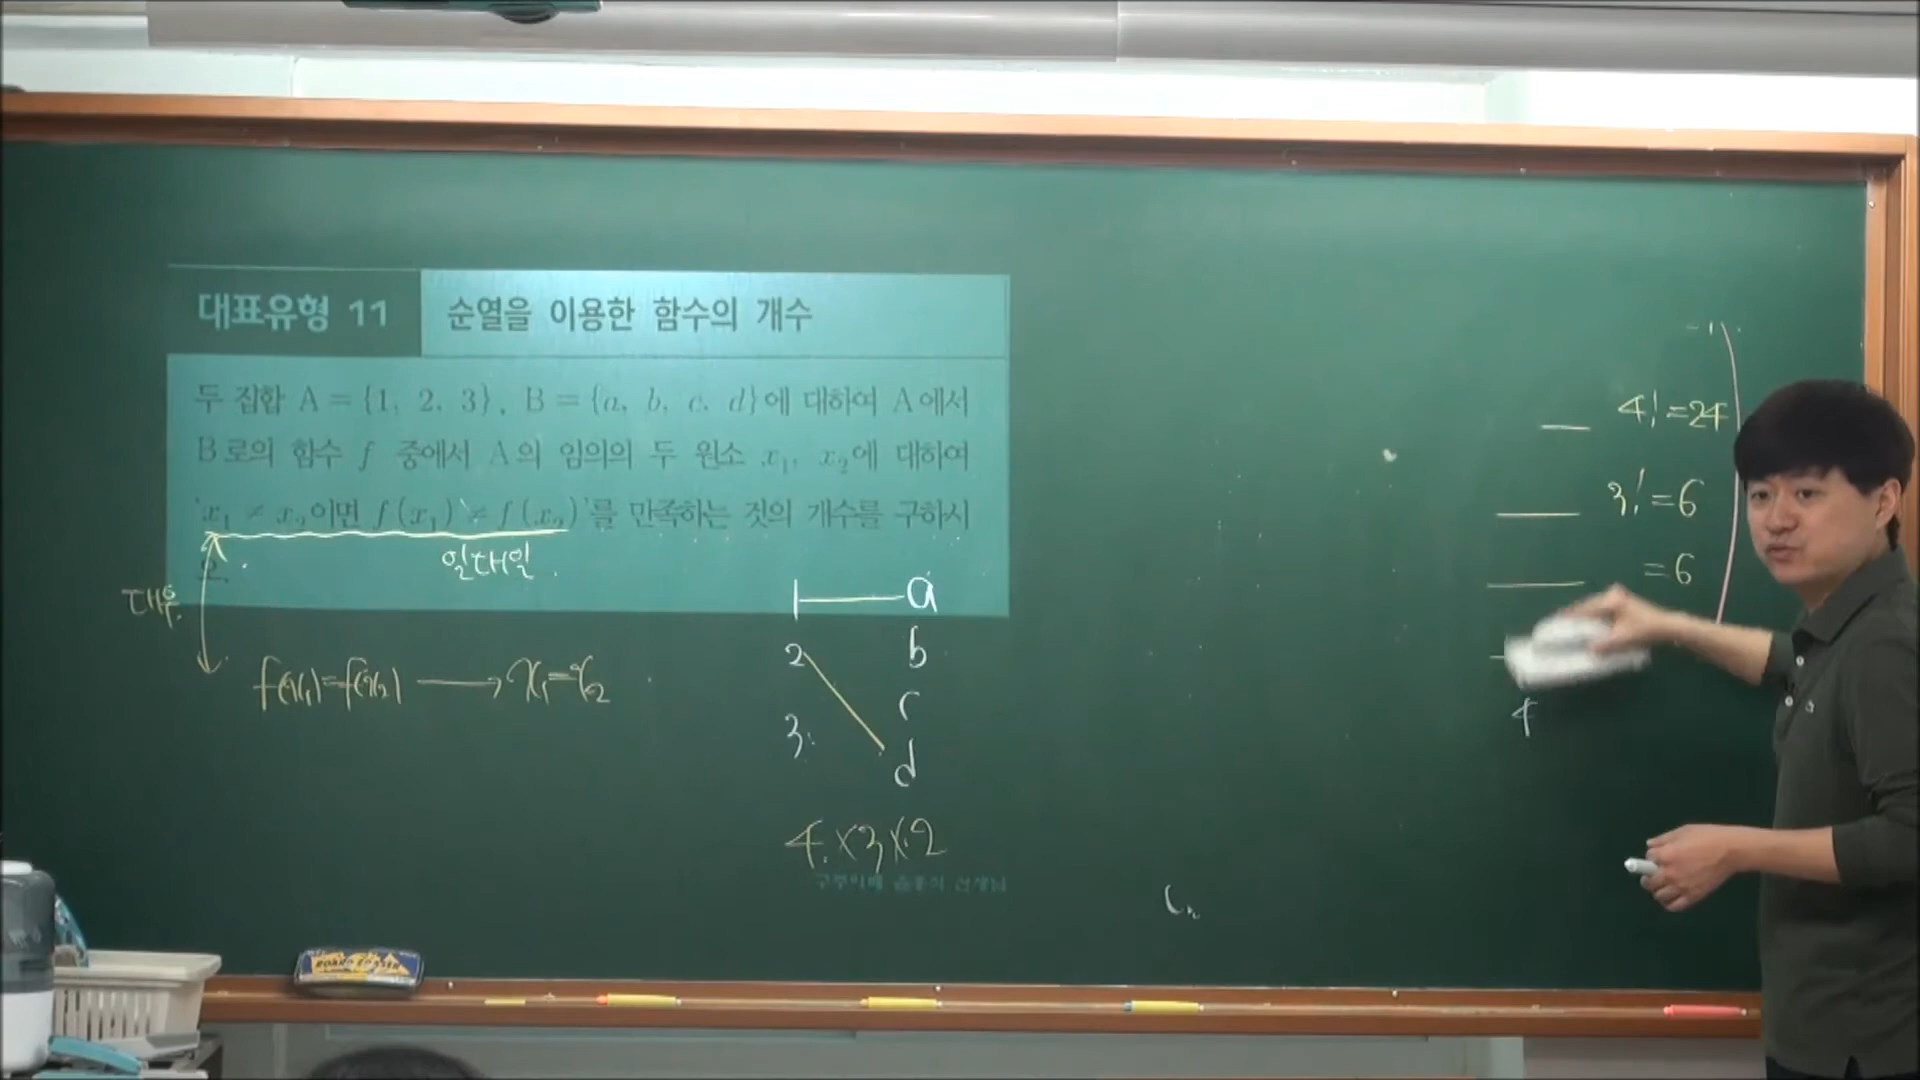 대표유형 11
순열을 이용한 함수의 개수
두 집합 A = {1, 2, 3}, B = {a, b, c, d}에 대하여 A에서
B로의 함수 f 중에서 A의 임의의 두 원소 x₁, x₂에 대하여
'x₁ ≠ x₂이면 f(x₁) ≠ f(x₂)'를 만족하는 것의 개수를 구하시
오.
일대일
대우
f(x₁)=f(x₂) → x₁=x₂
1 a
2 b
3 c
d
4×3×2
4!=24
3!=6
=6
4